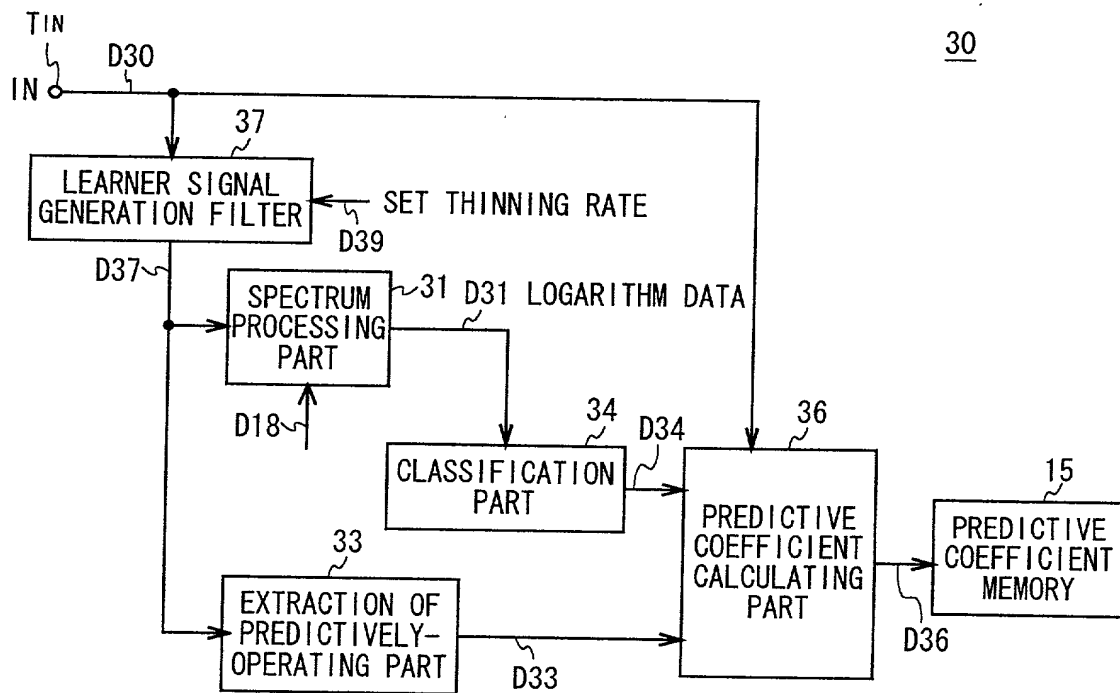 TIN
IN
D30
30
37
LEARNER SIGNAL
GENERATION FILTER
SET THINNING RATE
D39
D37
31
D31 LOGARITHM DATA
SPECTRUM
PROCESSING
PART
D18
34
D34
CLASSIFICATION
PART
36
PREDICTIVE
COEFFICIENT
CALCULATING
PART
15
PREDICTIVE
COEFFICIENT
MEMORY
D36
33
EXTRACTION OF
PREDICTIVELY-
OPERATING PART
D33